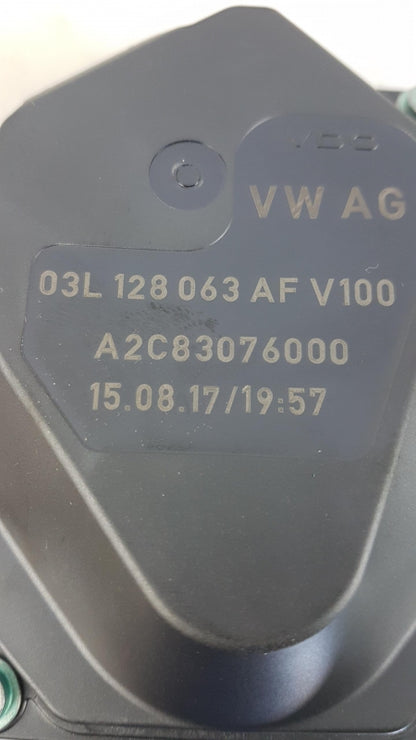 VDO
VW AG
03L 128 063 AF V100
A2C83076000
15.08.17/19:57